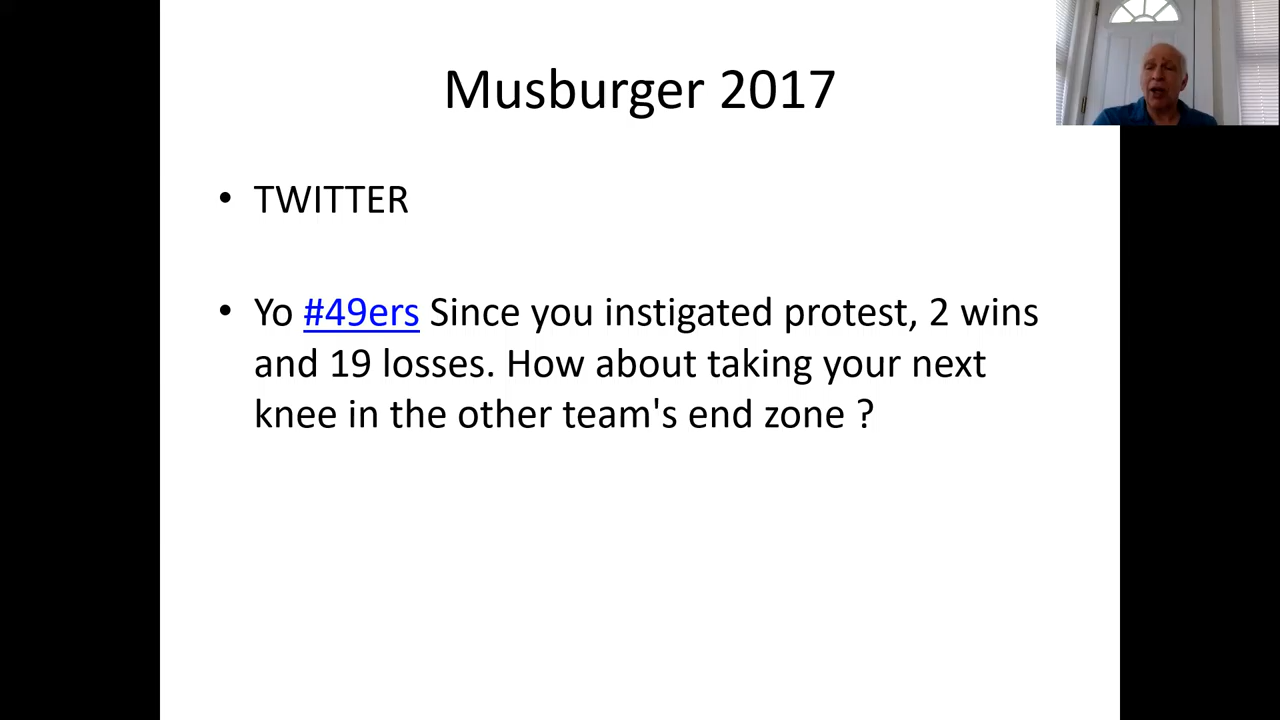 Musburger 2017
• TWITTER
• Yo #49ers Since you instigated protest, 2 wins
and 19 losses. How about taking your next
knee in the other team's end zone ?